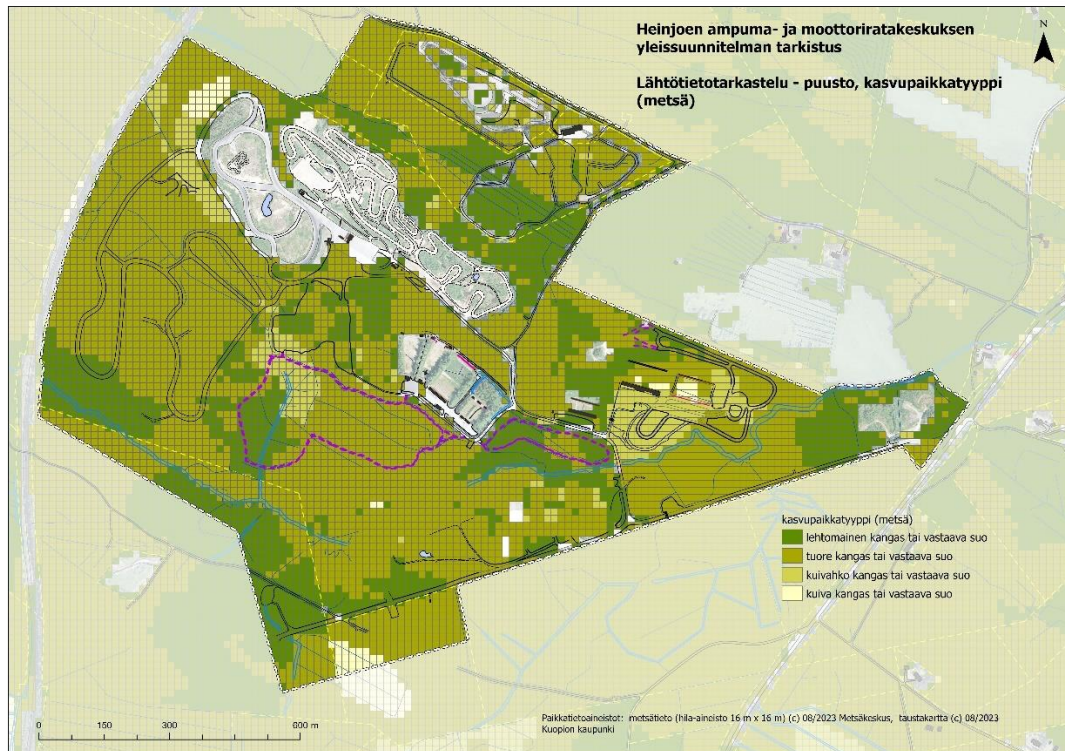 Heinjoen ampuma- ja moottoriratakeskuksen
yleissuunnitelman tarkistus
Lähtötietotarkastelu - puusto, kasvupaikkatyyppi
(metsä)
N
kasvupaikkatyyppi (metsä)
lehtomainen kangas tai vastaava suo
tuore kangas tai vastaava suo
kuivahko kangas tai vastaava suo
kuiva kangas tai vastaava suo
0 150 300 600 m
Paikkatietoaineistot: metsätieto (hila-aineisto 16 m x 16 m) (c) 08/2023 Metsäkeskus, taustakartta (c) 08/2023
Kuopion kaupunki